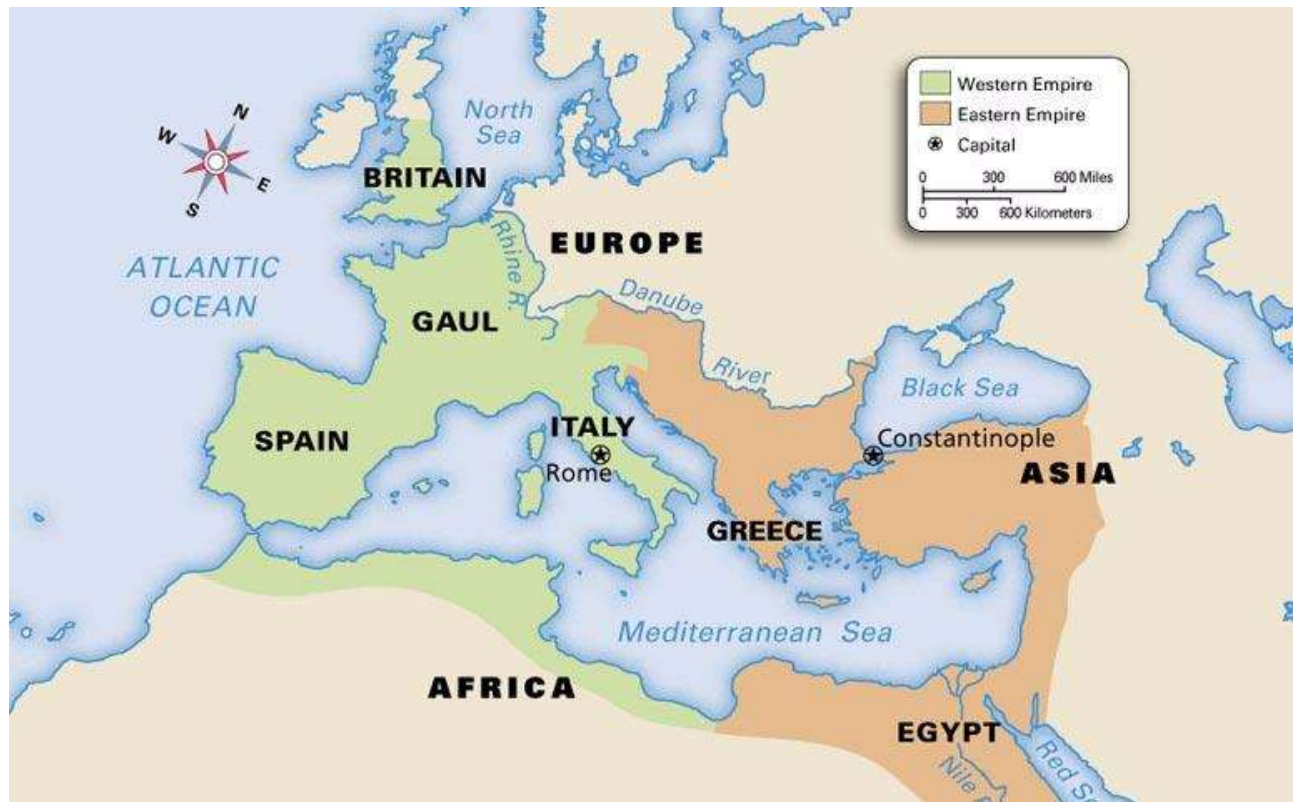 Western Empire
Eastern Empire
Capital
0 300 600 Miles
0 300 600 Kilometers
N
W
E
S
North
Sea
BRITAIN
ATLANTIC
OCEAN
EUROPE
Rhine R.
Danube
River
GAUL
Black Sea
SPAIN
ITALY
Rome
Constantinople
ASIA
GREECE
Mediterranean Sea
AFRICA
EGYPT
Nile
Red